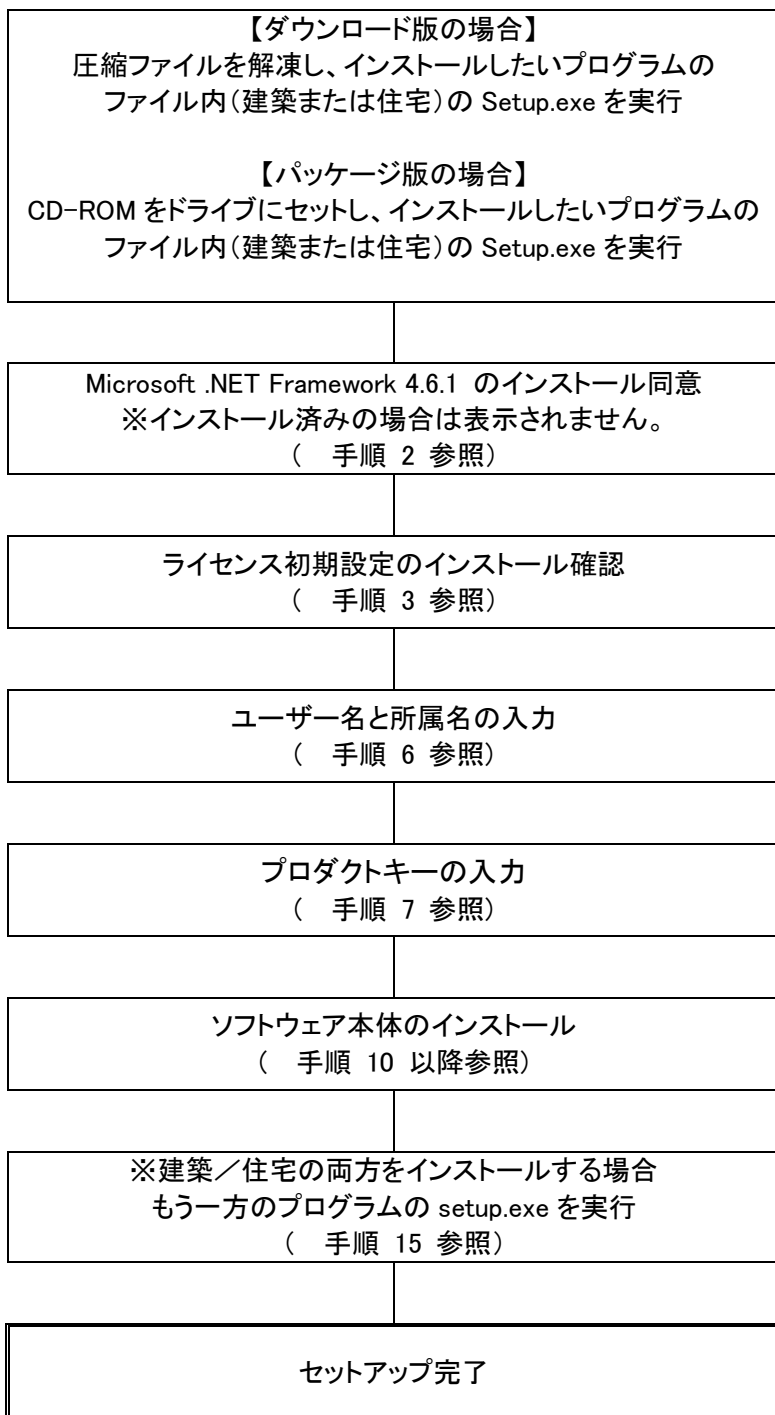 【ダウンロード版の場合】
圧縮ファイルを解凍し、インストールしたいプログラムの
ファイル内(建築または住宅)の Setup.exe を実行
【パッケージ版の場合】
CD-ROM をドライブにセットし、インストールしたいプログラムの
ファイル内(建築または住宅)の Setup.exe を実行
Microsoft .NET Framework 4.6.1 のインストール同意
※インストール済みの場合は表示されません。
( 手順 2 参照)
ライセンス初期設定のインストール確認
( 手順 3 参照)
ユーザー名と所属名の入力
( 手順 6 参照)
プロダクトキーの入力
( 手順 7 参照)
ソフトウェア本体のインストール
( 手順 10 以降参照)
※建築/住宅の両方をインストールする場合
もう一方のプログラムの setup.exe を実行
( 手順 15 参照)
セットアップ完了